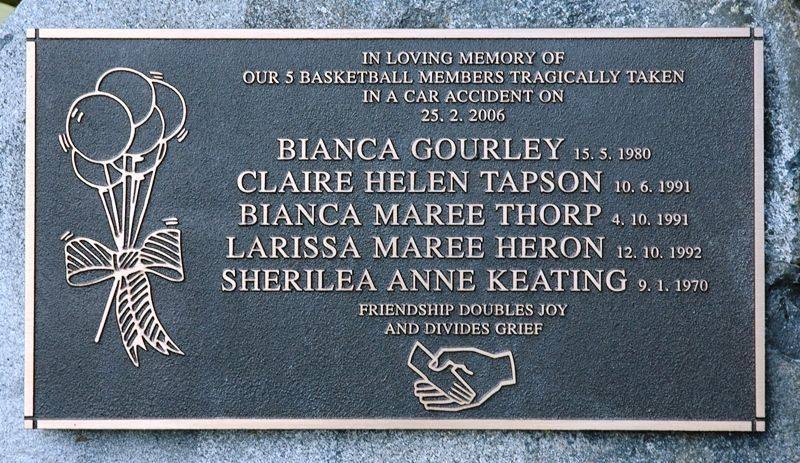 IN LOVING MEMORY OF
OUR 5 BASKETBALL MEMBERS TRAGICALLY TAKEN
IN A CAR ACCIDENT ON
25. 2. 2006
BIANCA GOURLEY 15. 5. 1980
CLAIRE HELEN TAPSON 10. 6. 1991
BIANCA MAREE THORP 4. 10. 1991
LARISSA MAREE HERON 12. 10. 1992
SHERILEA ANNE KEATING 9. 1. 1970
FRIENDSHIP DOUBLES JOY
AND DIVIDES GRIEF